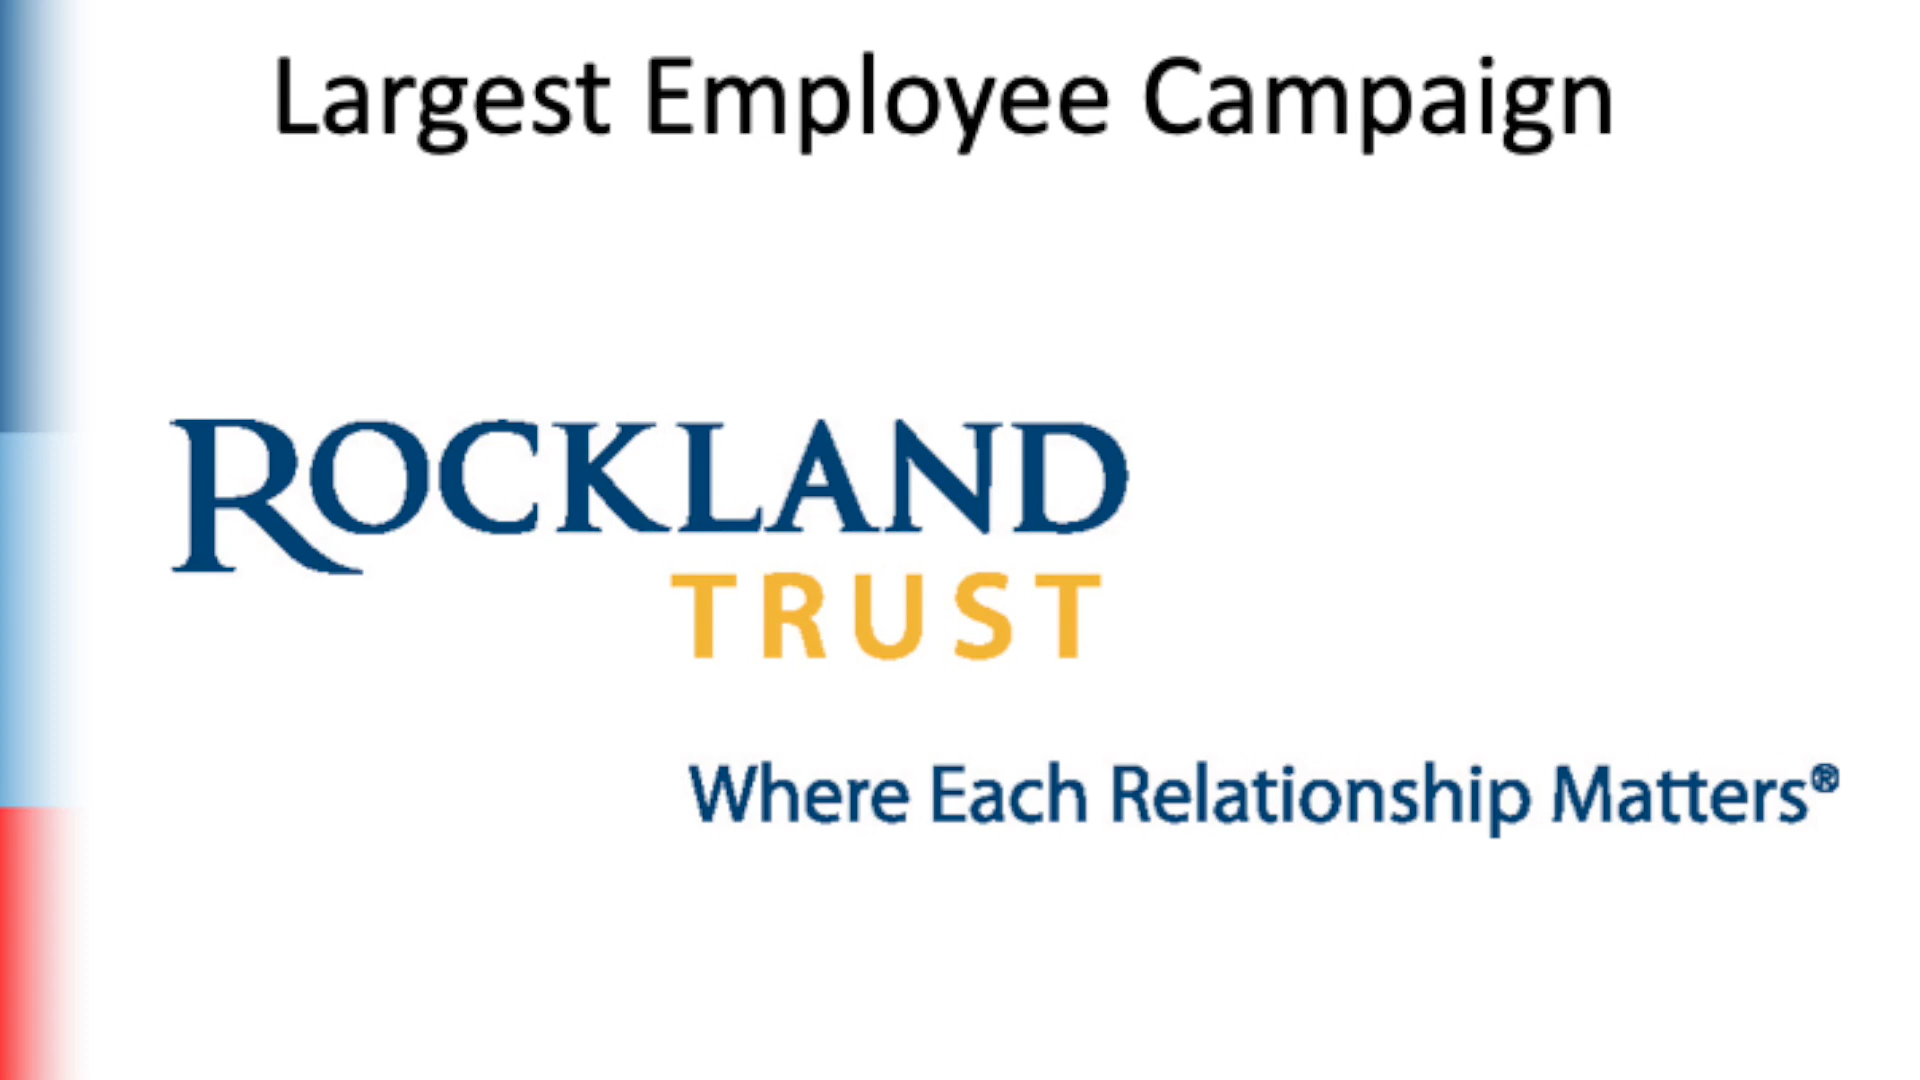 Largest Employee Campaign
ROCKLAND
TRUST
Where Each Relationship Matters®